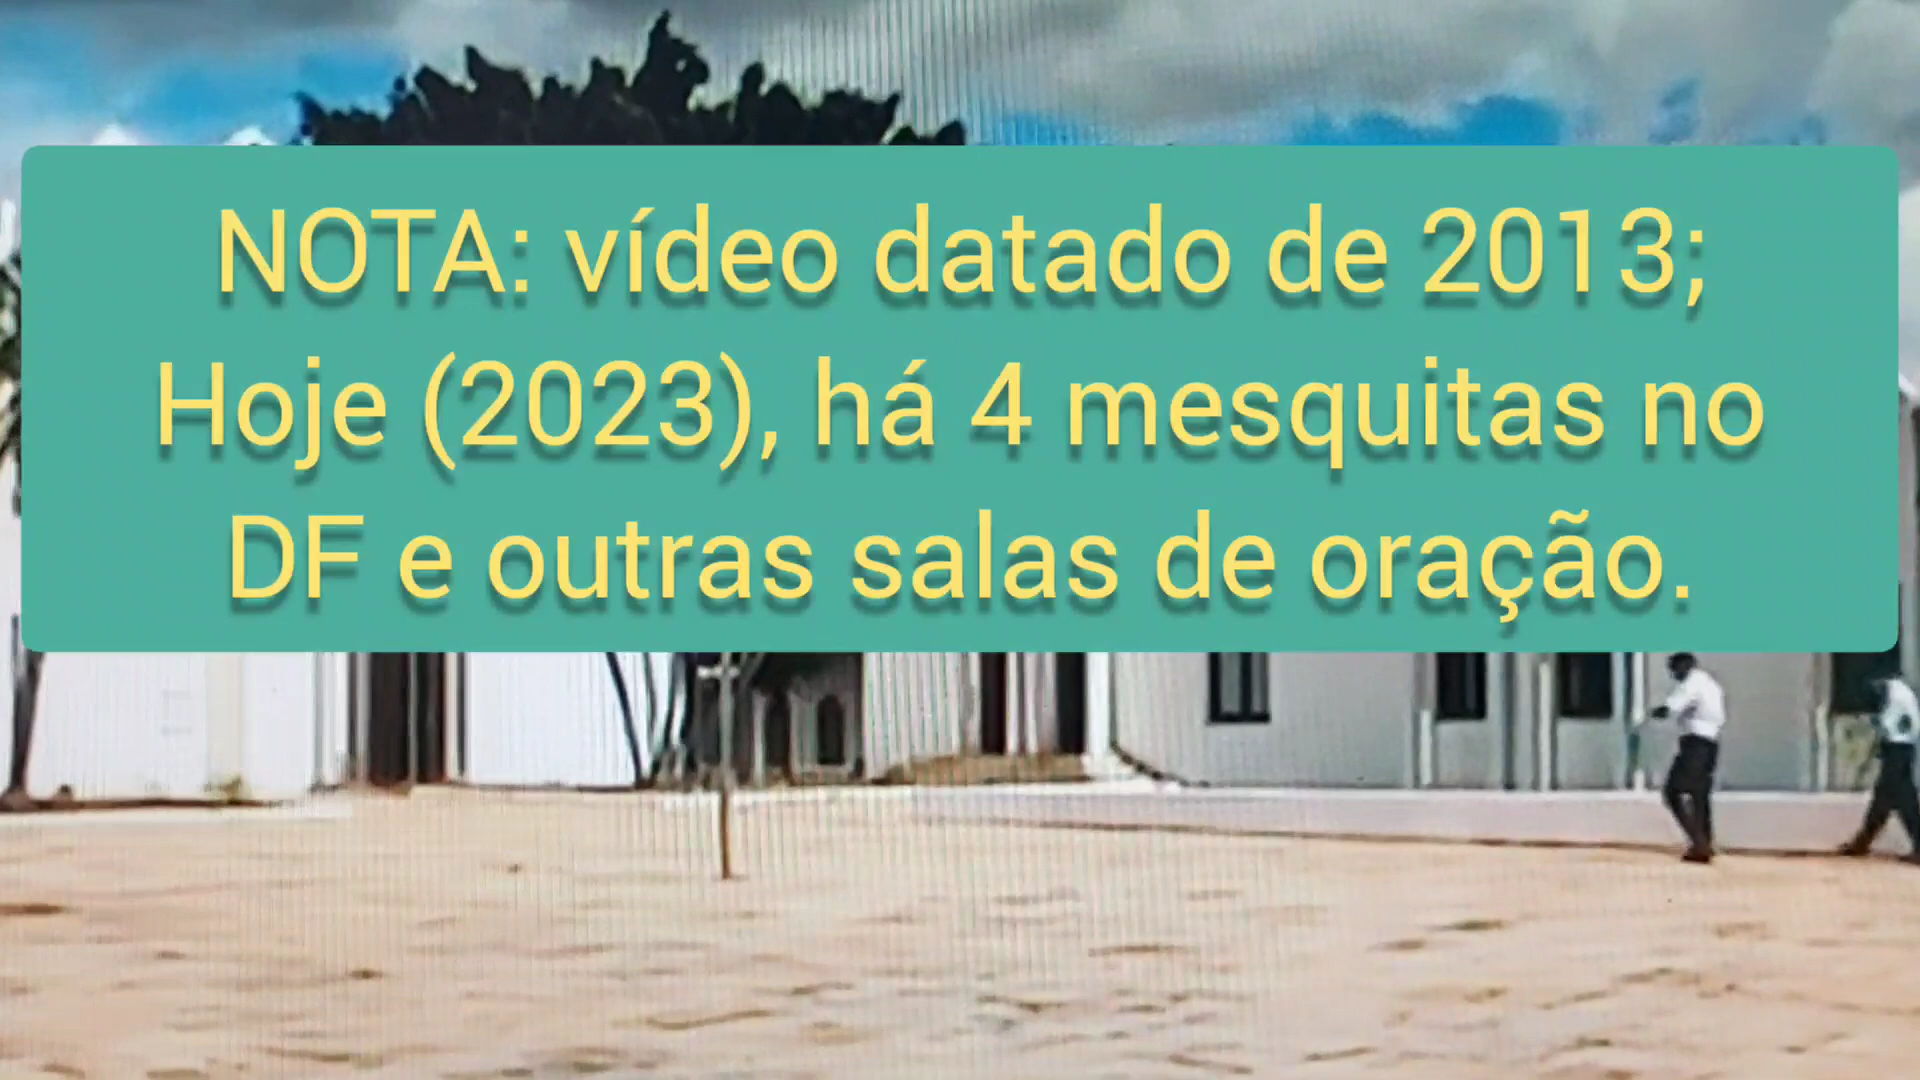 NOTA: vídeo datado de 2013;
Hoje (2023), há 4 mesquitas no
DF e outras salas de oração.